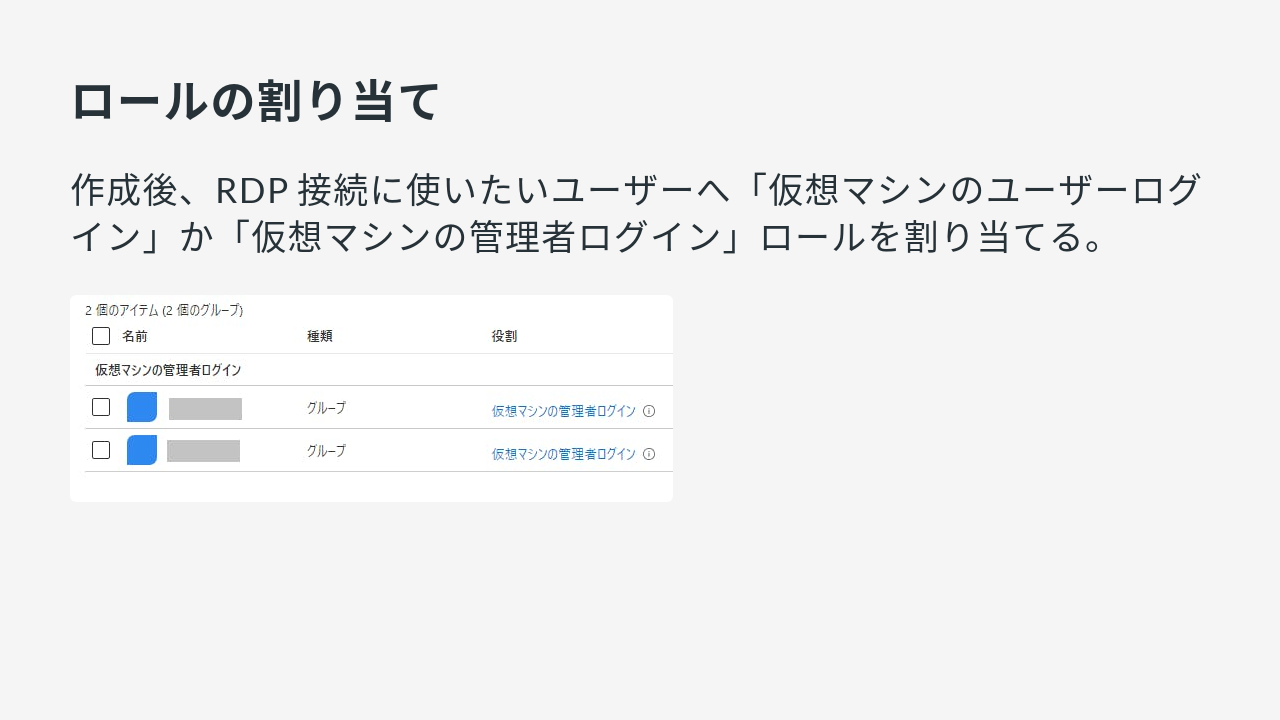 ロールの割り当て
作成後、RDP 接続に使いたいユーザーへ「仮想マシンのユーザーログ
イン」か「仮想マシンの管理者ログイン」ロールを割り当てる。
2 個のアイテム (2 個のグループ)
名前 種類 役割
仮想マシンの管理者ログイン
グループ 仮想マシンの管理者ログイン
グループ 仮想マシンの管理者ログイン